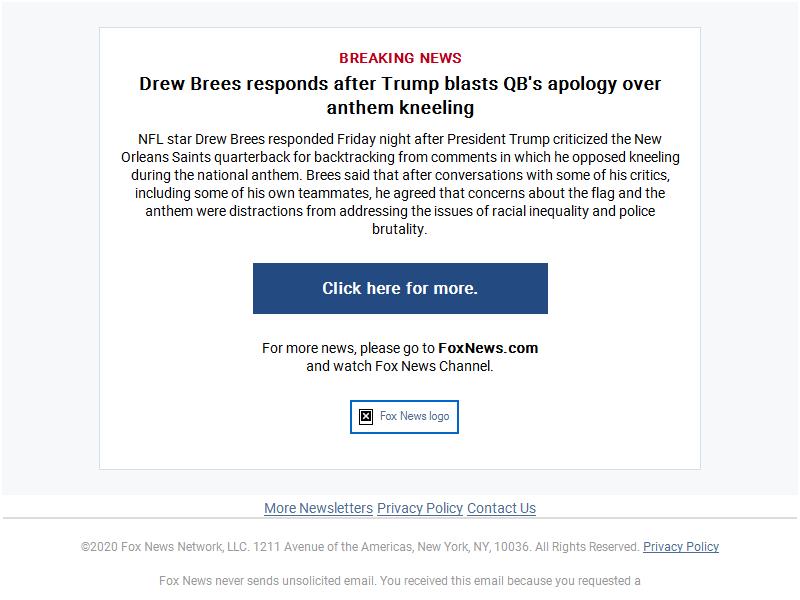 BREAKING NEWS
Drew Brees responds after Trump blasts QB's apology over
anthem kneeling
NFL star Drew Brees responded Friday night after President Trump criticized the New
Orleans Saints quarterback for backtracking from comments in which he opposed kneeling
during the national anthem. Brees said that after conversations with some of his critics,
including some of his own teammates, he agreed that concerns about the flag and the
anthem were distractions from addressing the issues of racial inequality and police
brutality.
Click here for more.
For more news, please go to FoxNews.com
and watch Fox News Channel.
Fox News logo
More Newsletters Privacy Policy Contact Us
©2020 Fox News Network, LLC. 1211 Avenue of the Americas, New York, NY, 10036. All Rights Reserved. Privacy Policy
Fox News never sends unsolicited email. You received this email because you requested a